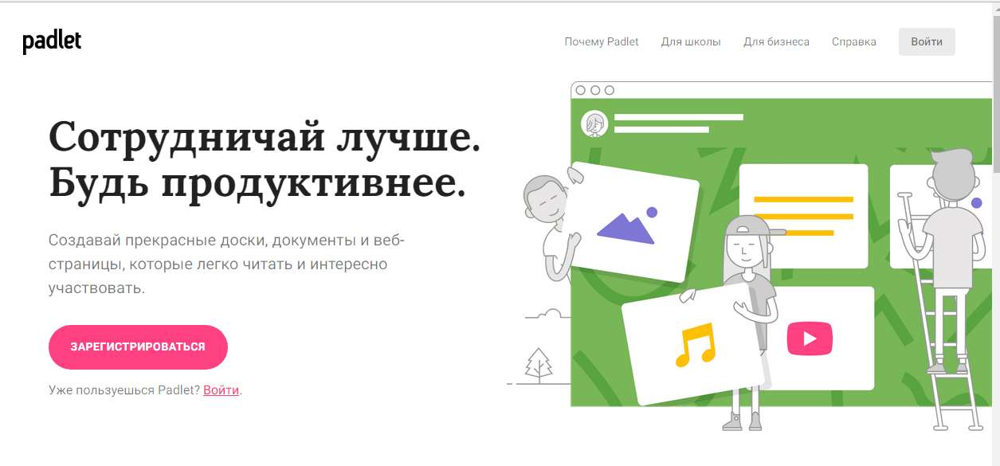 padlet
Почему Padlet Для школы Для бизнеса Справка Войти
Сотрудничай лучше.
Будь продуктивнее.
Создавай прекрасные доски, документы и веб-
страницы, которые легко читать и интересно
участвовать.
ЗАРЕГИСТРИРОВАТЬСЯ
Уже пользуешься Padlet? Войти.